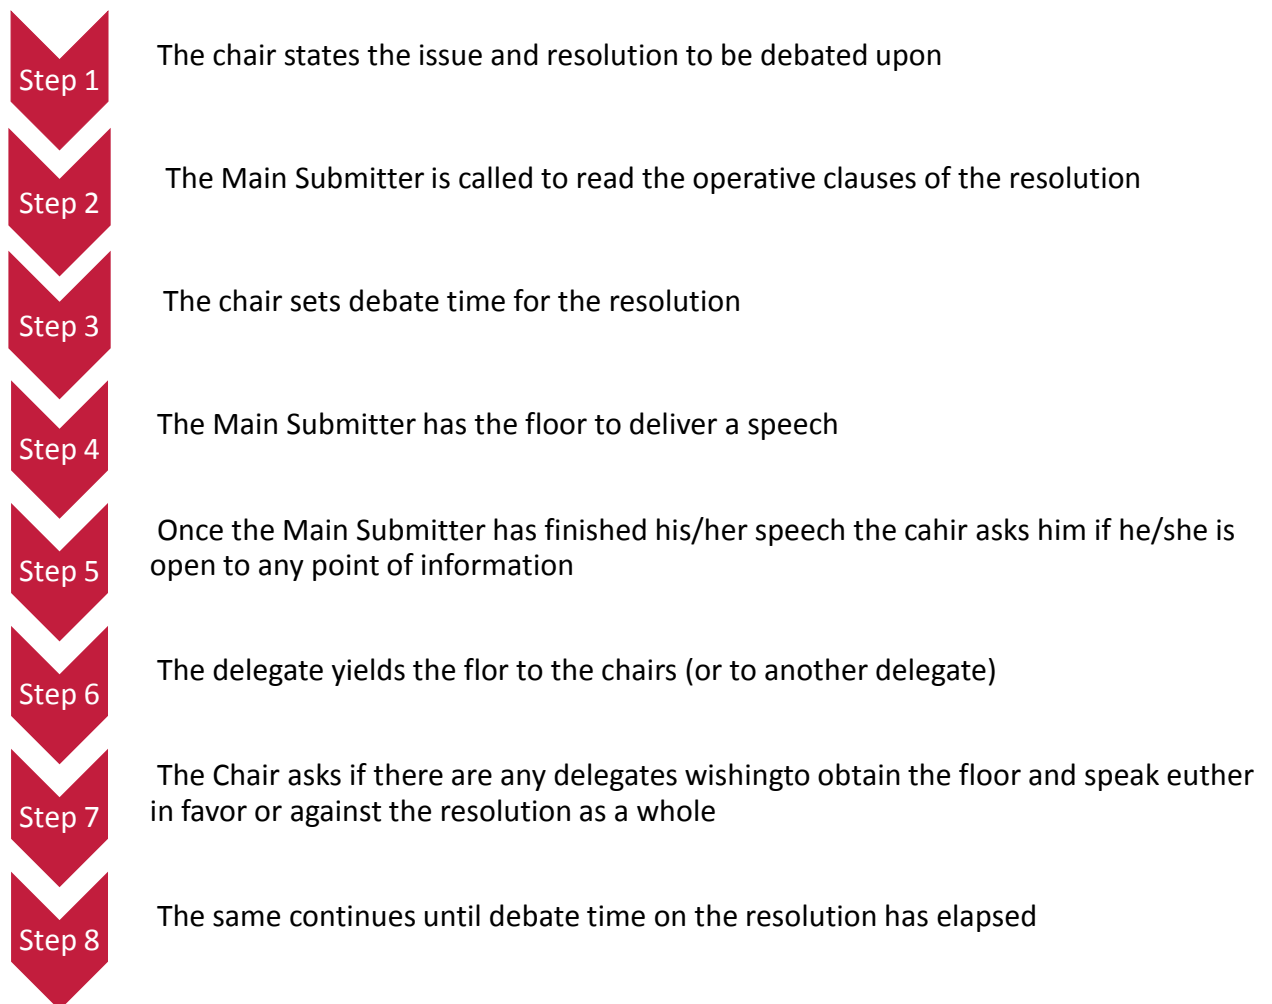 Step 1
The chair states the issue and resolution to be debated upon
Step 2
The Main Submitter is called to read the operative clauses of the resolution
Step 3
The chair sets debate time for the resolution
Step 4
The Main Submitter has the floor to deliver a speech
Step 5
Once the Main Submitter has finished his/her speech the cahir asks him if he/she is
open to any point of information
Step 6
The delegate yields the flor to the chairs (or to another delegate)
Step 7
The Chair asks if there are any delegates wishingto obtain the floor and speak euther
in favor or against the resolution as a whole
Step 8
The same continues until debate time on the resolution has elapsed